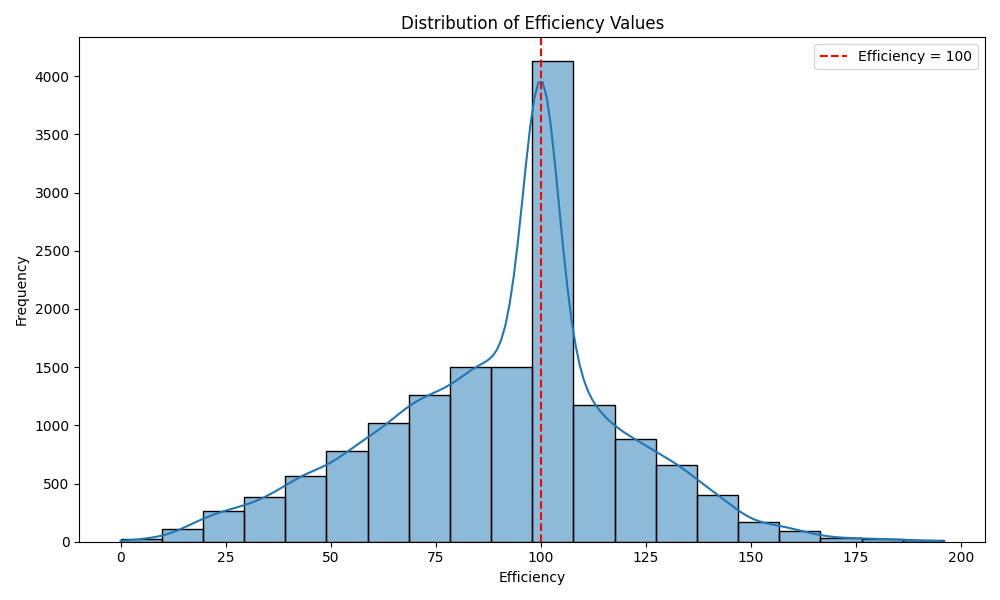 Distribution of Efficiency Values
Efficiency = 100
Frequency
4000
3500
3000
2500
2000
1500
1000
500
0
0 25 50 75 100 125 150 175 200
Efficiency